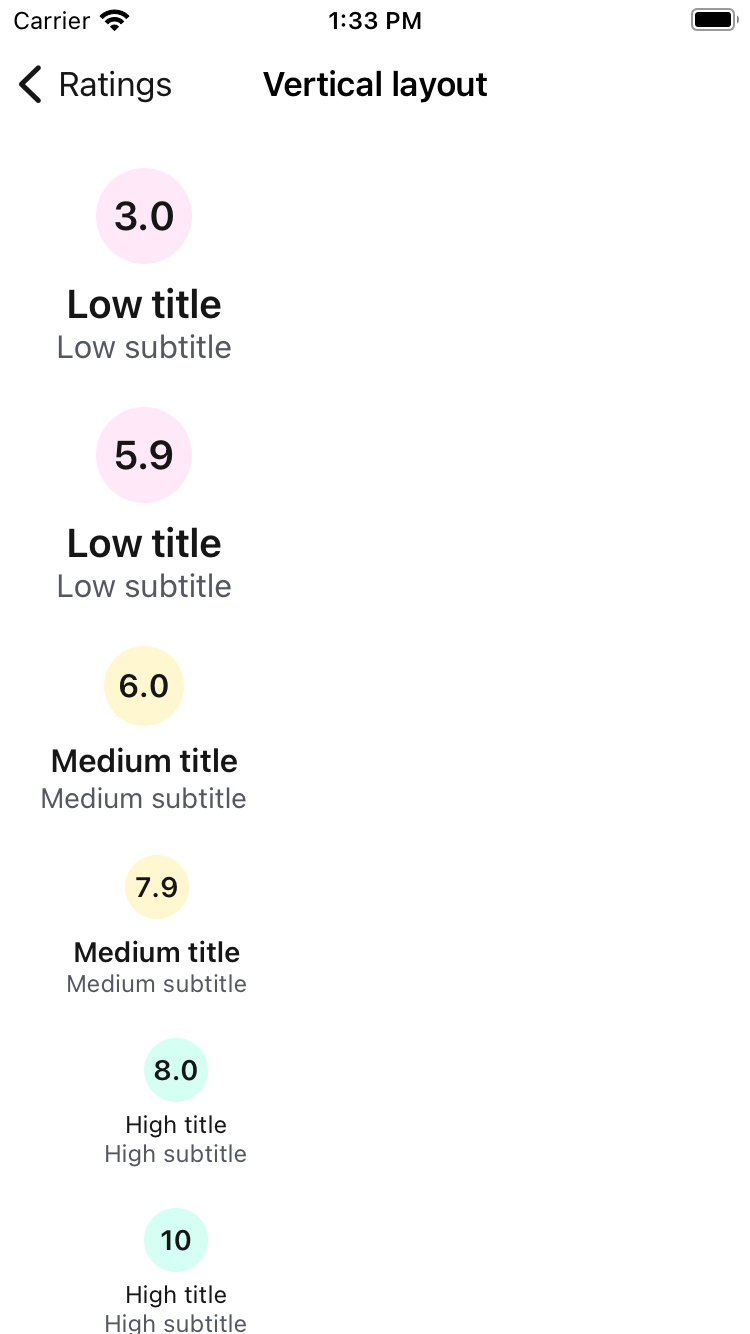 Carrier 1:33 PM
Ratings Vertical layout
3.0
Low title
Low subtitle
5.9
Low title
Low subtitle
6.0
Medium title
Medium subtitle
7.9
Medium title
Medium subtitle
8.0
High title
High subtitle
10
High title
High subtitle